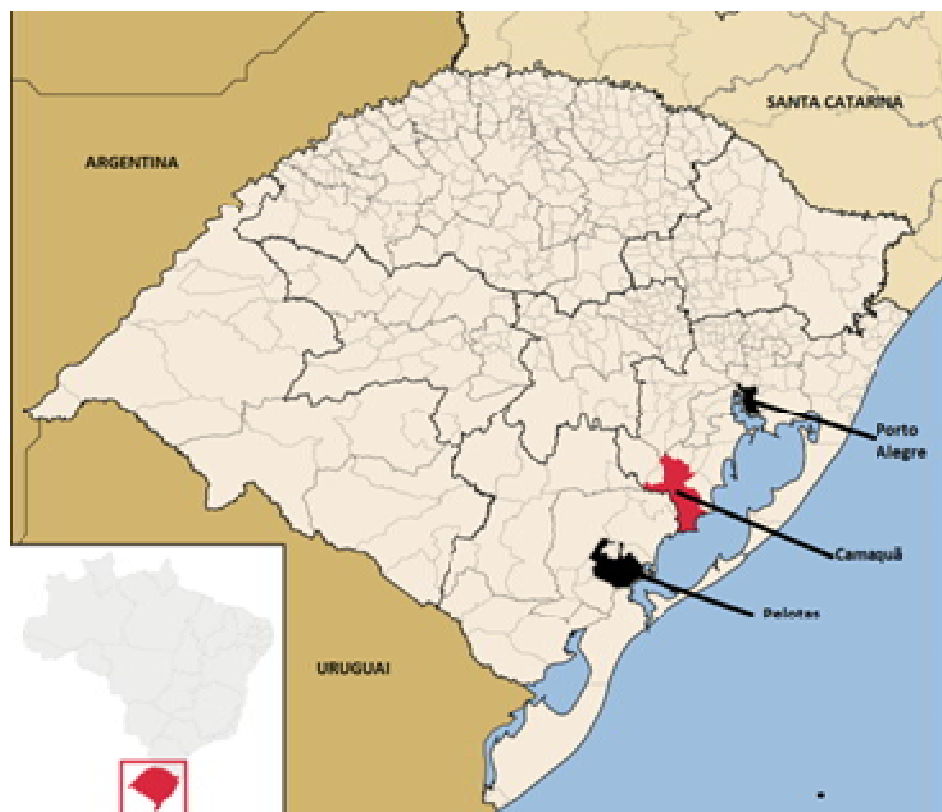 SANTA CATARINA
ARGENTINA
Porto
Alegre
Camaquã
Pelotas
URUGUAI